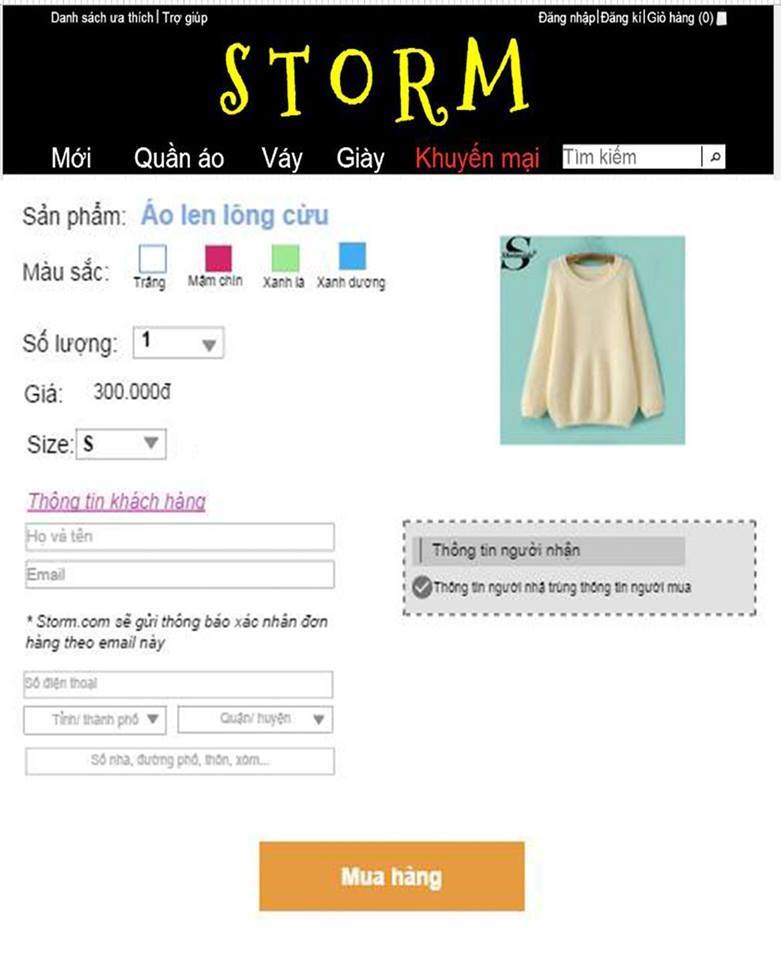 Danh sách ưa thích | Trợ giúp
Đăng nhập|Đăng kí|Giỏ hàng (0)
STORM
Mới Quần áo Váy Giày Khuyến mại Tìm kiếm
Sản phẩm: Áo len lông cừu
Màu sắc:
Trắng Mậm chín Xanh lá Xanh dương
Số lượng: 1
Giá: 300.000đ
Size: S
Thông tin khách hàng
Họ và tên
Email
Thông tin người nhận
Thông tin người nhậ trùng thông tin người mua
* Storm.com sẽ gửi thông báo xác nhân đơn
hàng theo email này
Số điện thoại
Tỉnh/ thành phố Quận/ huyện
Số nhà, đường phố, thôn, xóm...
Mua hàng